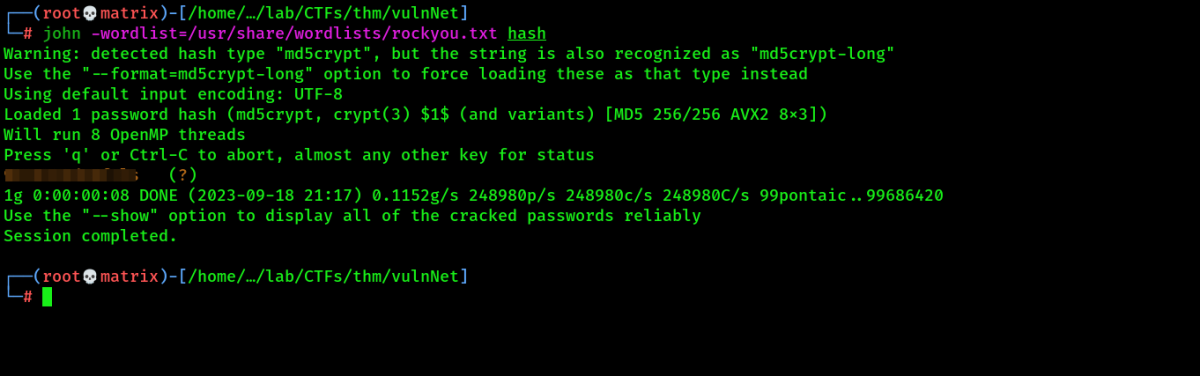 ┌──(root💀matrix)-[/home/…/lab/CTFs/thm/vulnNet]
└─# john -wordlist=/usr/share/wordlists/rockyou.txt hash
Warning: detected hash type "md5crypt", but the string is also recognized as "md5crypt-long"
Use the "--format=md5crypt-long" option to force loading these as that type instead
Using default input encoding: UTF-8
Loaded 1 password hash (md5crypt, crypt(3) $1$ (and variants) [MD5 256/256 AVX2 8×3])
Will run 8 OpenMP threads
Press 'q' or Ctrl-C to abort, almost any other key for status
(?)
1g 0:00:00:08 DONE (2023-09-18 21:17) 0.1152g/s 248980p/s 248980c/s 248980C/s 99pontaic..99686420
Use the "--show" option to display all of the cracked passwords reliably
Session completed.
┌──(root💀matrix)-[/home/…/lab/CTFs/thm/vulnNet]
└─#